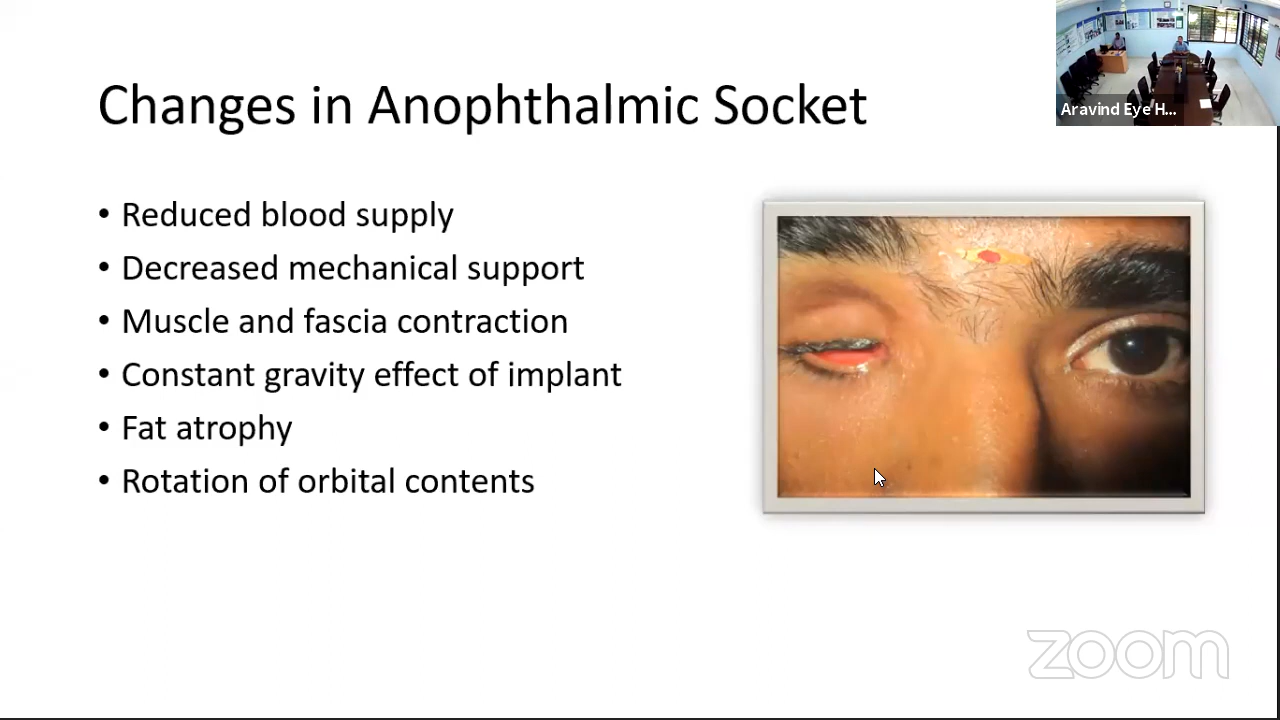 Changes in Anophthalmic Socket
Aravind Eye H...
• Reduced blood supply
• Decreased mechanical support
• Muscle and fascia contraction
• Constant gravity effect of implant
• Fat atrophy
• Rotation of orbital contents
zoom